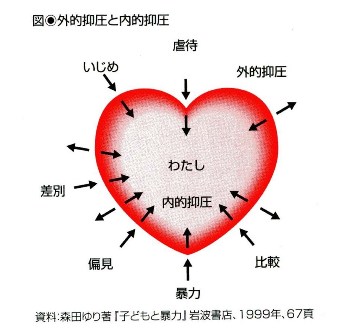 図◉外的抑圧と内的抑圧
虐待
いじめ
外的抑圧
わたし
差別
内的抑圧
偏見
比較
暴力
資料:森田ゆり著『子どもと暴力』岩波書店、1999年、67頁